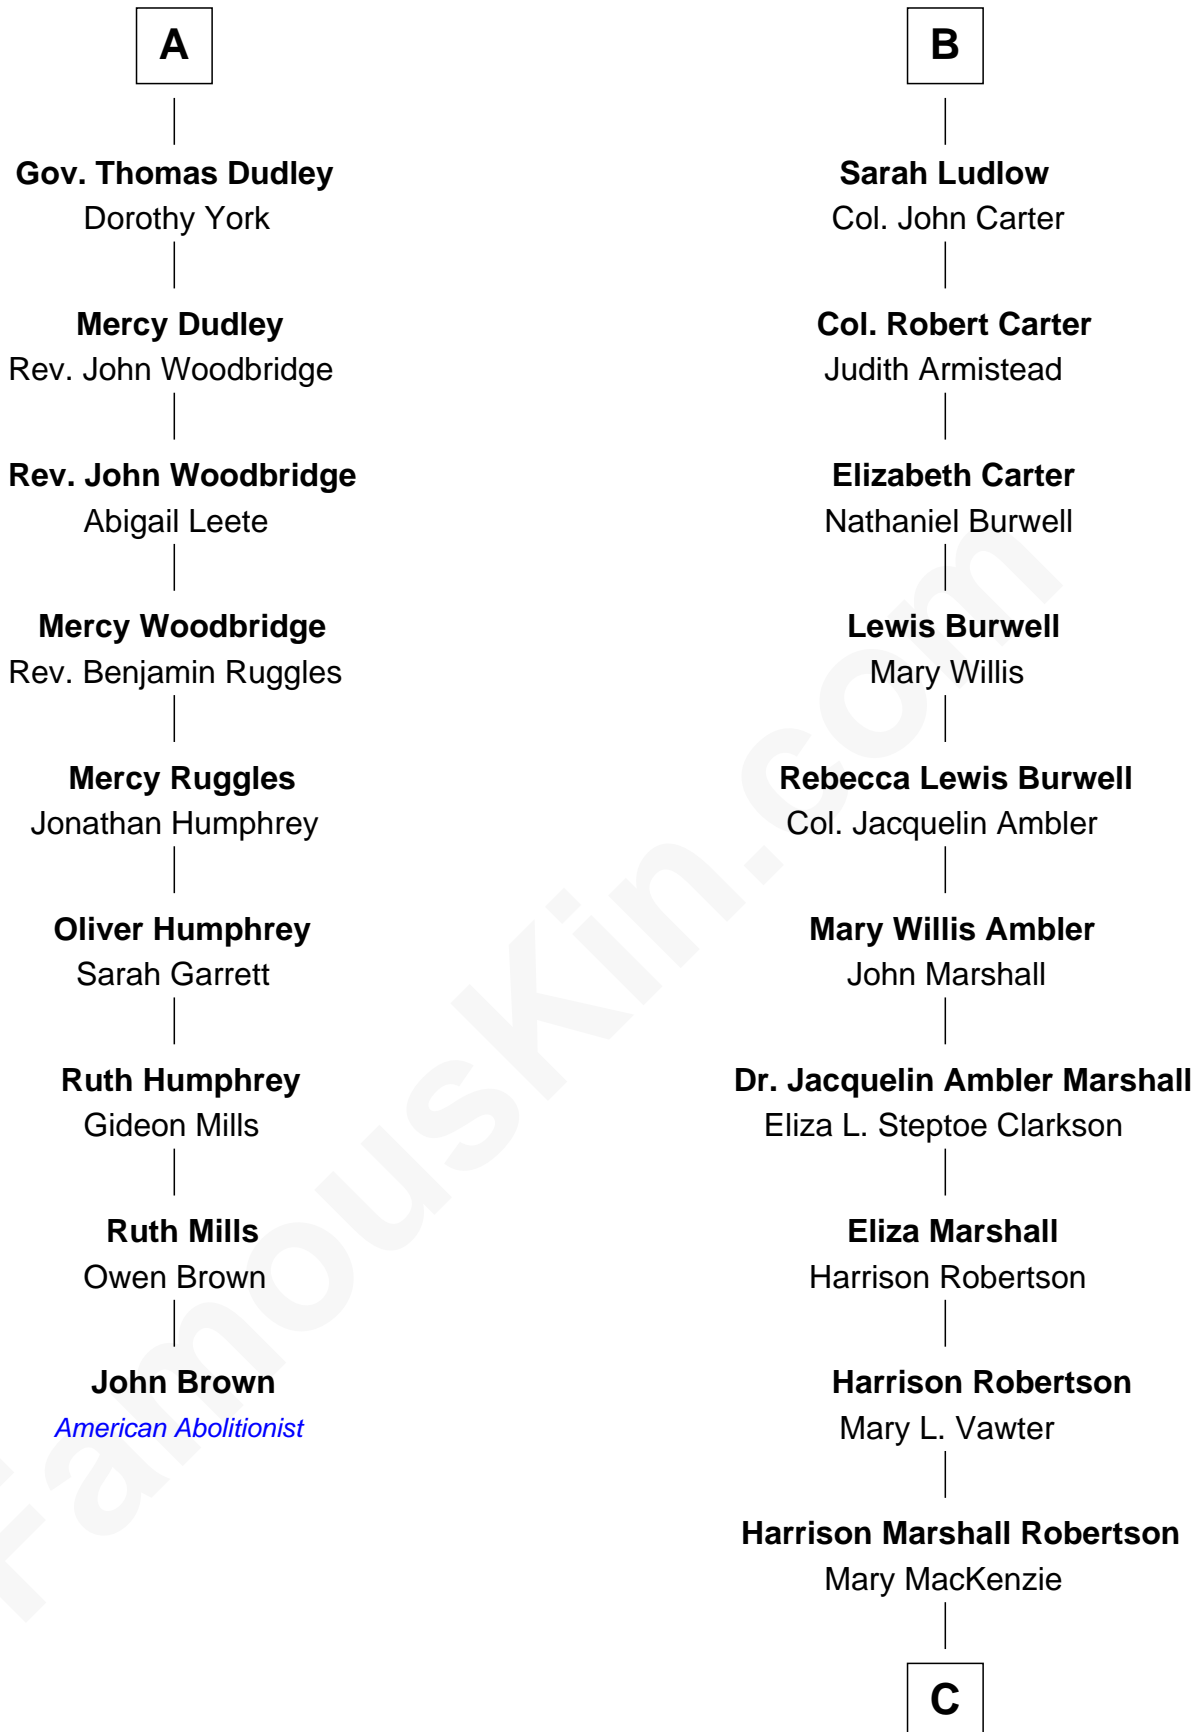 A
Gov. Thomas Dudley
Dorothy York
Mercy Dudley
Rev. John Woodbridge
Rev. John Woodbridge
Abigail Leete
Mercy Woodbridge
Rev. Benjamin Ruggles
Mercy Ruggles
Jonathan Humphrey
Oliver Humphrey
Sarah Garrett
Ruth Humphrey
Gideon Mills
Ruth Mills
Owen Brown
John Brown
American Abolitionist
B
Sarah Ludlow
Col. John Carter
Col. Robert Carter
Judith Armistead
Elizabeth Carter
Nathaniel Burwell
Lewis Burwell
Mary Willis
Rebecca Lewis Burwell
Col. Jacquelin Ambler
Mary Willis Ambler
John Marshall
Dr. Jacquelin Ambler Marshall
Eliza L. Steptoe Clarkson
Eliza Marshall
Harrison Robertson
Harrison Robertson
Mary L. Vawter
Harrison Marshall Robertson
Mary MacKenzie
C
FamousKin.com